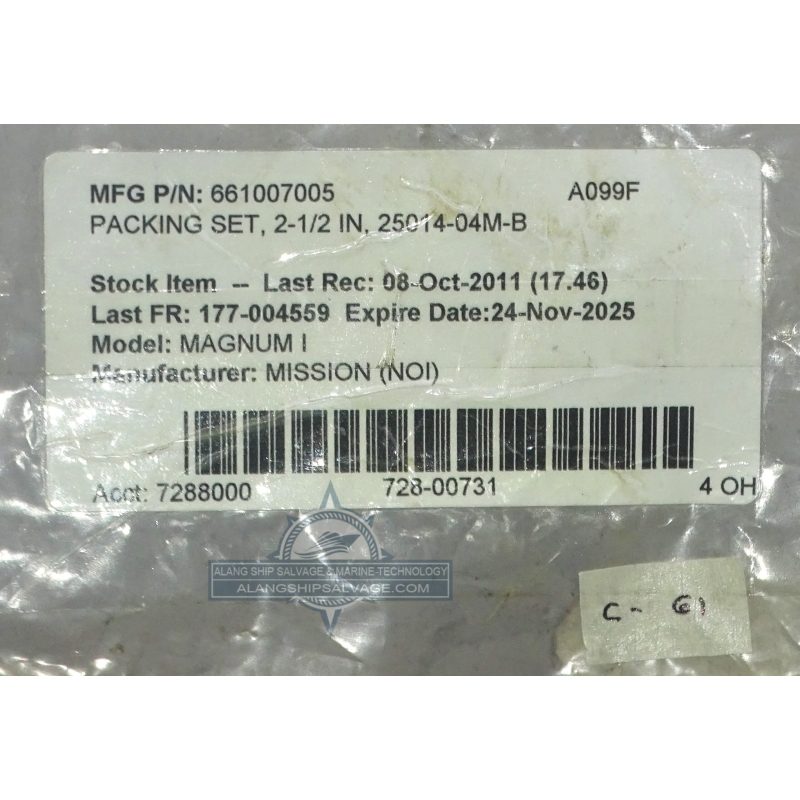 MFG P/N: 661007005 A099F
PACKING SET, 2-1/2 IN, 25014-04M-B
Stock Item -- Last Rec: 08-Oct-2011 (17.46)
Last FR: 177-004559 Expire Date:24-Nov-2025
Model: MAGNUM I
Manufacturer: MISSION (NOI)
Acct: 7288000 728-00731 4 OH
ALANG SHIP SALVAGE & MARINE-TECHNOLOGY
ALANGSHIPSALVAGE.COM
C- 61